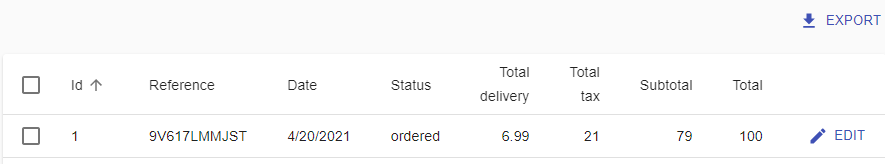 EXPORT
Id Reference Date Status Total delivery Total tax Subtotal Total
1 9V617LMMJST 4/20/2021 ordered 6.99 21 79 100 EDIT